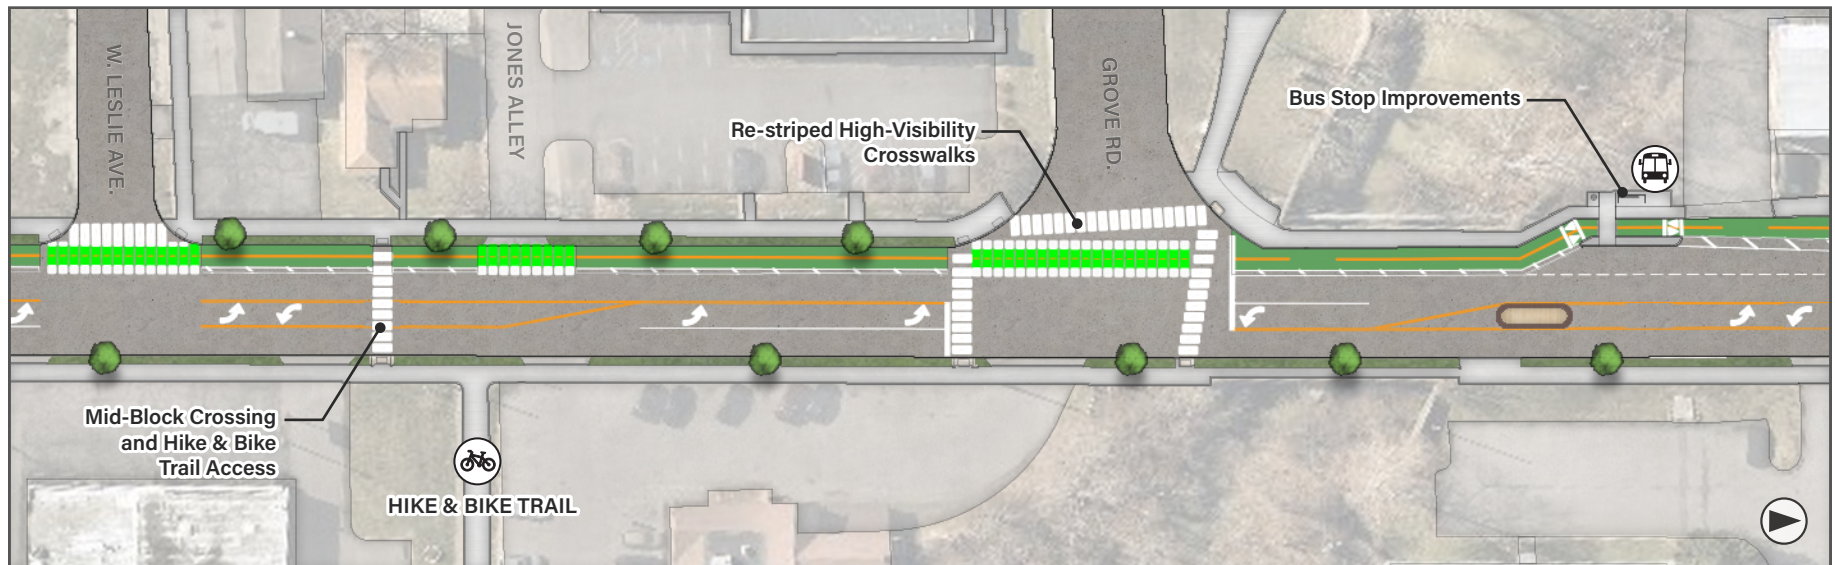 W. LESLIE AVE.
JONES ALLEY
GROVE RD.
Re-striped High-Visibility
Crosswalks
Bus Stop Improvements
Mid-Block Crossing
and Hike & Bike
Trail Access
HIKE & BIKE TRAIL